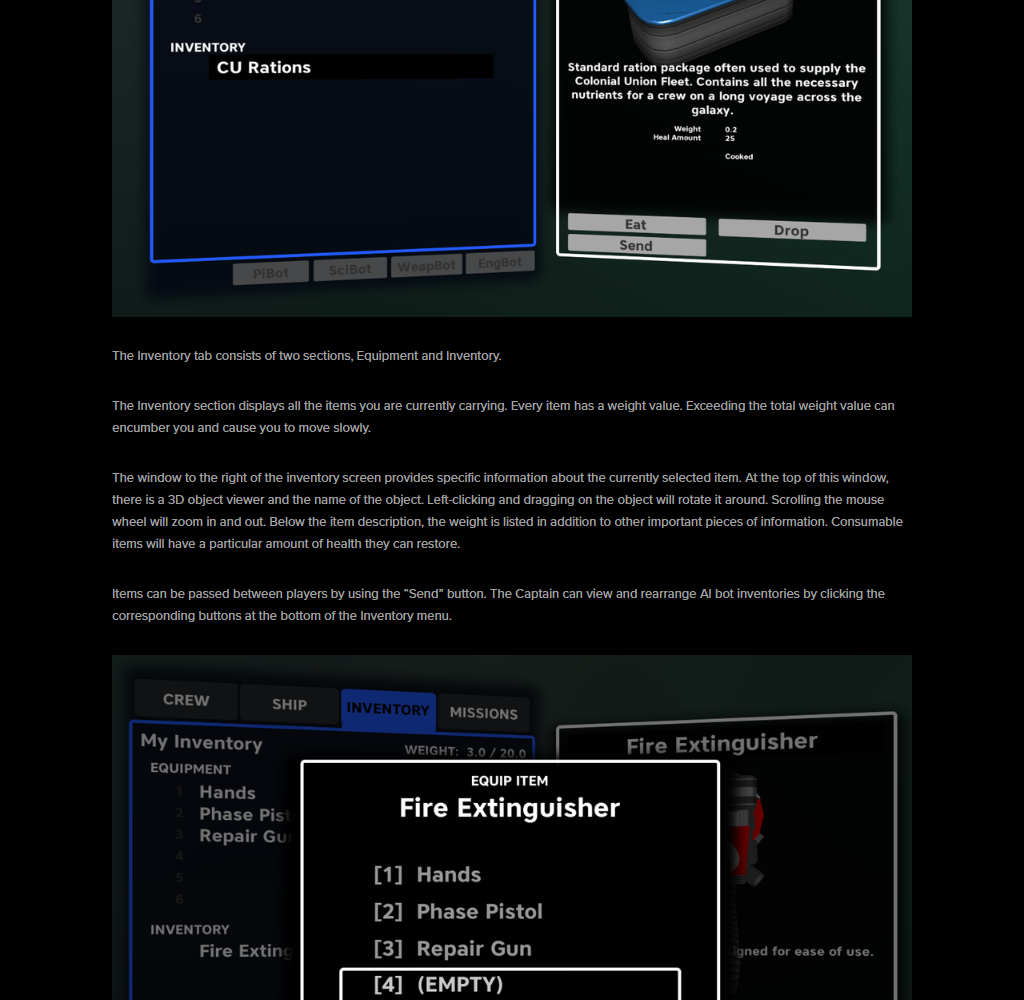 6
INVENTORY
CU Rations
PiBot SciBot WeapBot EngBot
Standard ration package often used to supply the
Colonial Union Fleet. Contains all the necessary
nutrients for a crew on a long voyage across the
galaxy.
Weight 0.2
Heal Amount 25
Cooked
Eat Drop
Send
The Inventory tab consists of two sections, Equipment and Inventory.
The Inventory section displays all the items you are currently carrying. Every item has a weight value. Exceeding the total weight value can
encumber you and cause you to move slowly.
The window to the right of the inventory screen provides specific information about the currently selected item. At the top of this window,
there is a 3D object viewer and the name of the object. Left-clicking and dragging on the object will rotate it around. Scrolling the mouse
wheel will zoom in and out. Below the item description, the weight is listed in addition to other important pieces of information. Consumable
items will have a particular amount of health they can restore.
Items can be passed between players by using the “Send” button. The Captain can view and rearrange AI bot inventories by clicking the
corresponding buttons at the bottom of the Inventory menu.
CREW SHIP INVENTORY MISSIONS
My Inventory WEIGHT: 3.0 / 20.0
EQUIPMENT
1 Hands
2 Phase Pist
3 Repair Gun
4
5
6
INVENTORY
Fire Exting
EQUIP ITEM
Fire Extinguisher
[1] Hands
[2] Phase Pistol
[3] Repair Gun
[4] (EMPTY)
Fire Extinguisher
igned for ease of use.